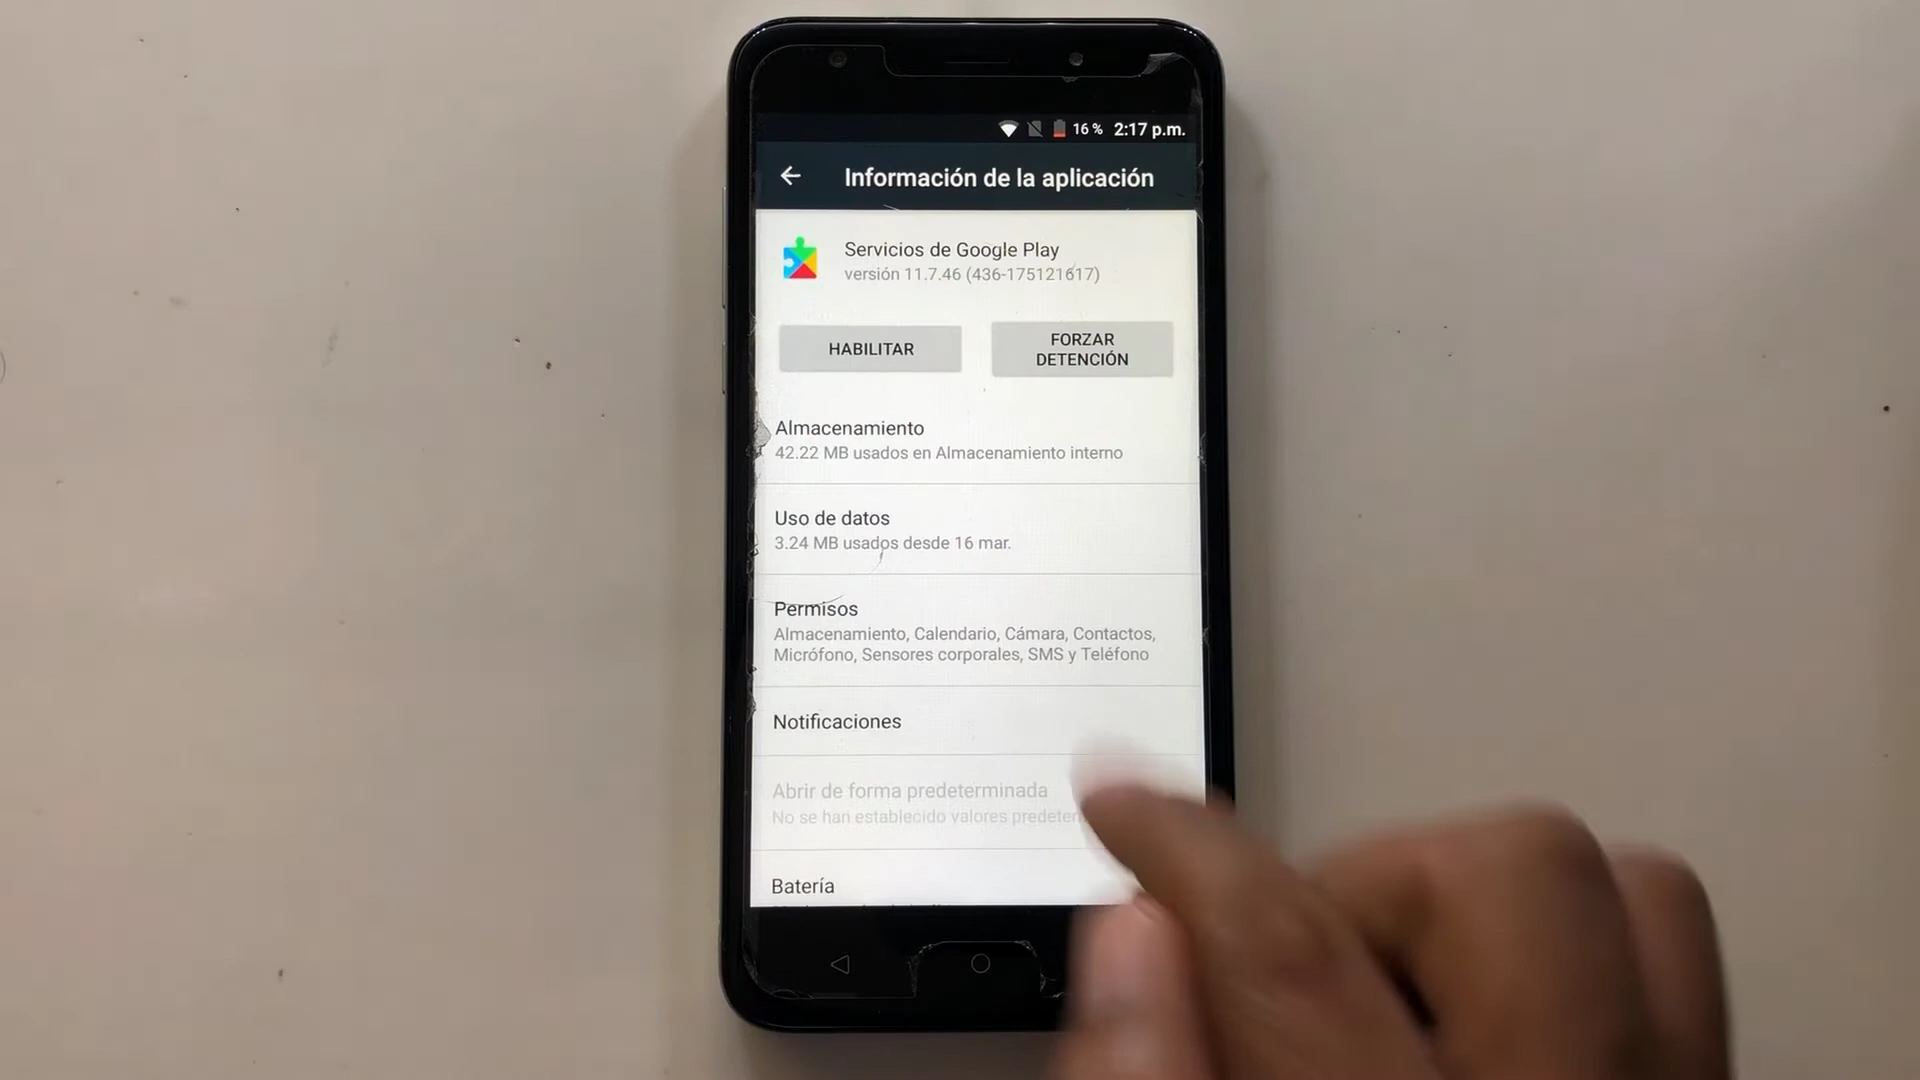 16 % 2:17 p.m.
Información de la aplicación
Servicios de Google Play
versión 11.7.46 (436-175121617)
HABILITAR
FORZAR
DETENCIÓN
Almacenamiento
42.22 MB usados en Almacenamiento interno
Uso de datos
3.24 MB usados desde 16 mar.
Permisos
Almacenamiento, Calendario, Cámara, Contactos,
Micrófono, Sensores corporales, SMS y Teléfono
Notificaciones
Abrir de forma predeterminada
No se han establecido valores
Batería